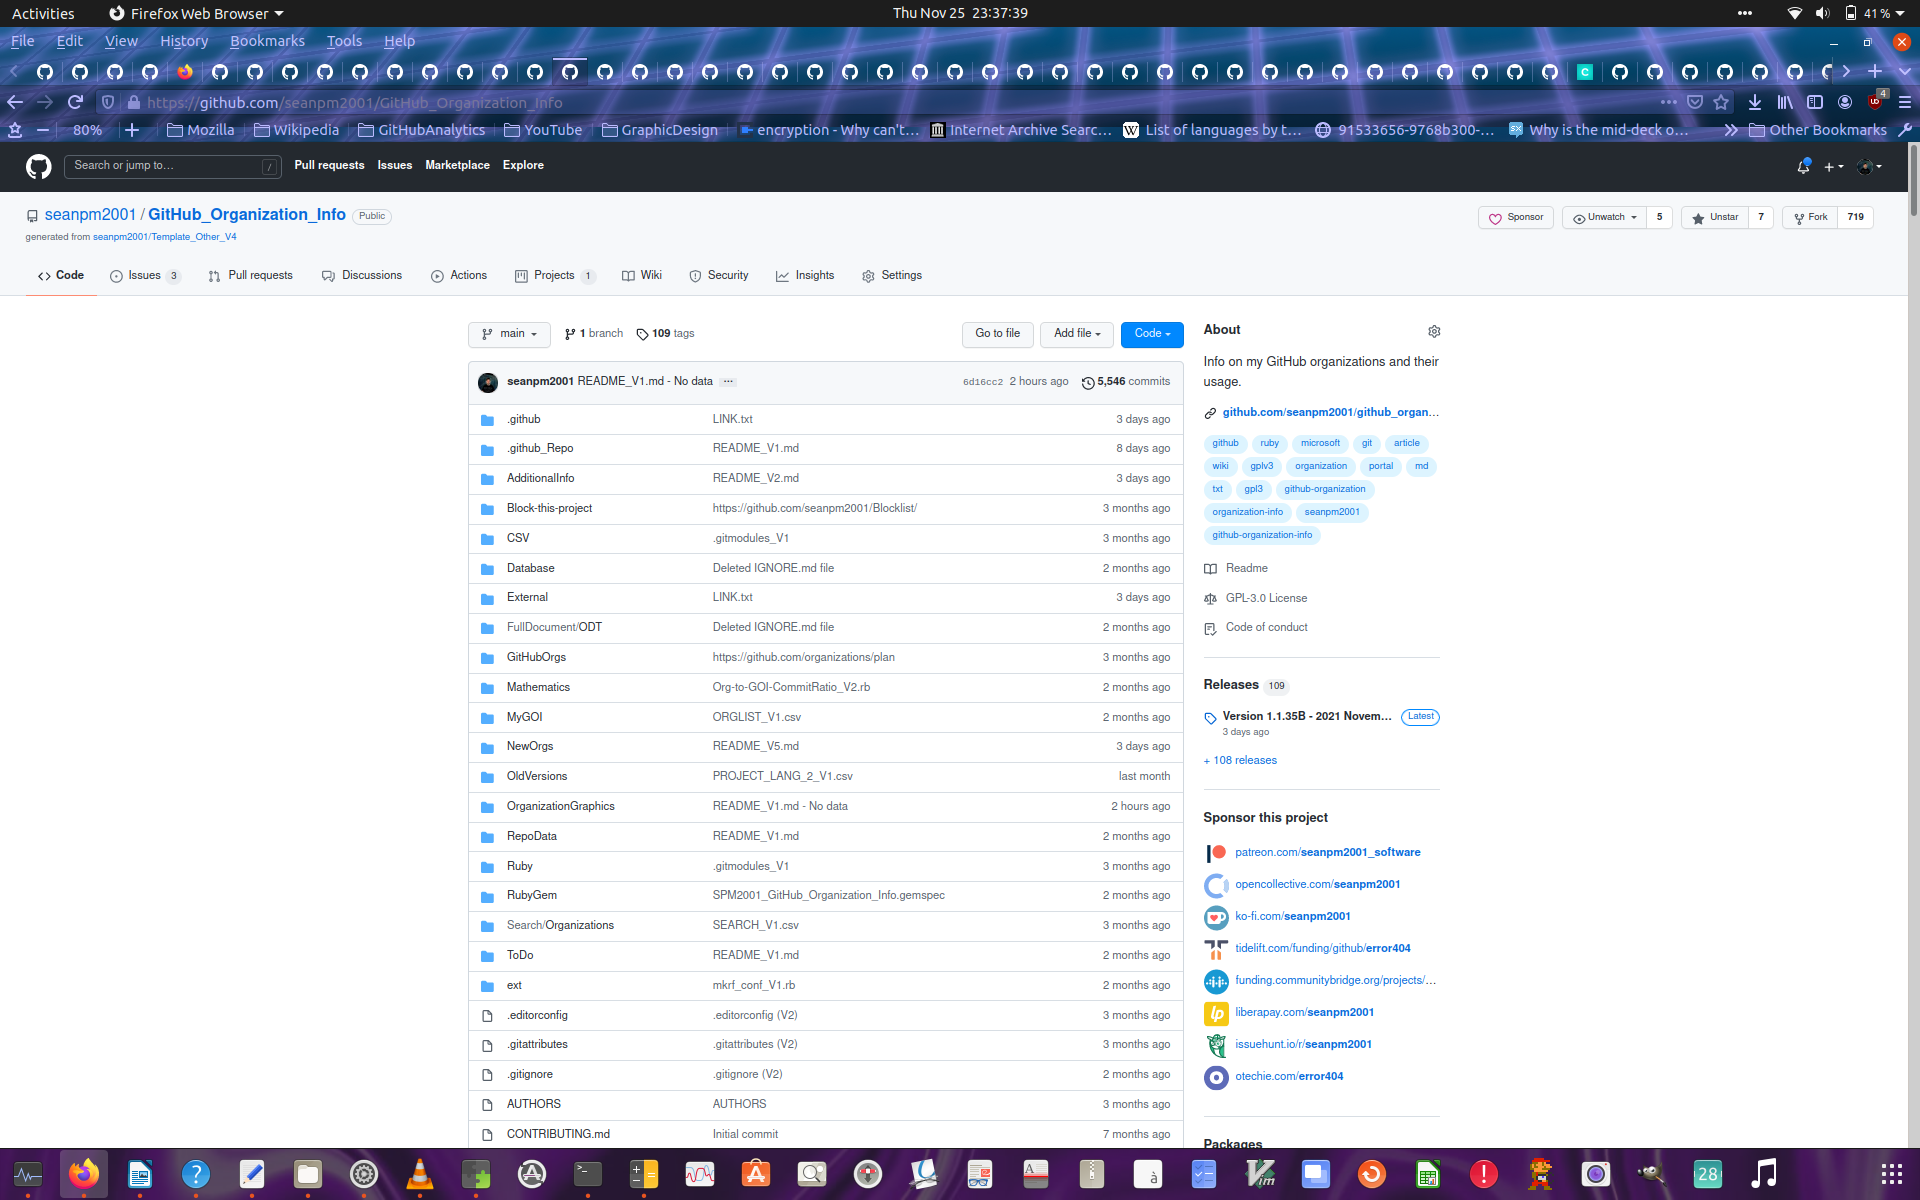 Activities
Firefox Web Browser
Thu Nov 25 23:37:39
41 %
File Edit View History Bookmarks Tools Help
https://github.com/seanpm2001/GitHub_Organization_Info
4
80%
Mozilla
Wikipedia
GitHubAnalytics
YouTube
GraphicDesign
encryption - Why can't…
Internet Archive Searc…
List of languages by t…
91533656-9768b300-…
Why is the mid-deck o…
Other Bookmarks
Search or jump to…
/
Pull requests Issues Marketplace Explore
seanpm2001 / GitHub_Organization_Info Public
generated from seanpm2001/Template_Other_V4
Sponsor
Unwatch 5
Unstar 7
Fork 719
Code
Issues 3
Pull requests
Discussions
Actions
Projects 1
Wiki
Security
Insights
Settings
main
1 branch
109 tags
Go to file
Add file
Code
seanpm2001 README_V1.md - No data ... 6d16cc2 2 hours ago 5,546 commits
.github LINK.txt 3 days ago
.github_Repo README_V1.md 8 days ago
AdditionalInfo README_V2.md 3 days ago
Block-this-project https://github.com/seanpm2001/Blocklist/ 3 months ago
CSV .gitmodules_V1 3 months ago
Database Deleted IGNORE.md file 2 months ago
External LINK.txt 3 days ago
FullDocument/ODT Deleted IGNORE.md file 2 months ago
GitHubOrgs https://github.com/organizations/plan 3 months ago
Mathematics Org-to-GOI-CommitRatio_V2.rb 2 months ago
MyGOI ORGLIST_V1.csv 2 months ago
NewOrgs README_V5.md 3 days ago
OldVersions PROJECT_LANG_2_V1.csv last month
OrganizationGraphics README_V1.md - No data 2 hours ago
RepoData README_V1.md 2 months ago
Ruby .gitmodules_V1 3 months ago
RubyGem SPM2001_GitHub_Organization_Info.gemspec 2 months ago
Search/Organizations SEARCH_V1.csv 3 months ago
ToDo README_V1.md 2 months ago
ext mkrf_conf_V1.rb 2 months ago
.editorconfig .editorconfig (V2) 3 months ago
.gitattributes .gitattributes (V2) 3 months ago
.gitignore .gitignore (V2) 2 months ago
AUTHORS AUTHORS 3 months ago
CONTRIBUTING.md Initial commit 7 months ago
About
Info on my GitHub organizations and their
usage.
github.com/seanpm2001/github_organ…
github ruby microsoft git article
wiki gplv3 organization portal md
txt gpl3 github-organization
organization-info seanpm2001
github-organization-info
Readme
GPL-3.0 License
Code of conduct
Releases 109
Version 1.1.35B - 2021 Novem… Latest
3 days ago
+ 108 releases
Sponsor this project
patreon.com/seanpm2001_software
opencollective.com/seanpm2001
ko-fi.com/seanpm2001
tidelift.com/funding/github/error404
funding.communitybridge.org/projects/…
liberapay.com/seanpm2001
issuehunt.io/r/seanpm2001
otechie.com/error404
Packages
28